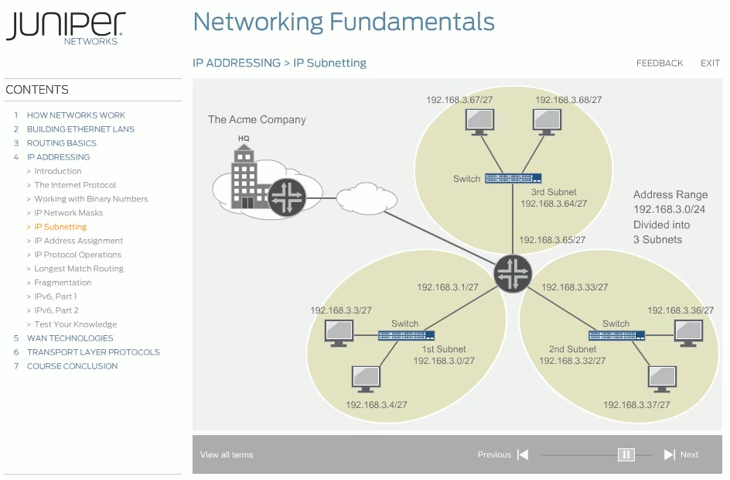 JUNIPER
NETWORKS
Networking Fundamentals
IP ADDRESSING > IP Subnetting
FEEDBACK EXIT
CONTENTS
1 HOW NETWORKS WORK
2 BUILDING ETHERNET LANS
3 ROUTING BASICS
4 IP ADDRESSING
> Introduction
> The Internet Protocol
> Working with Binary Numbers
> IP Network Masks
> IP Subnetting
> IP Address Assignment
> IP Protocol Operations
> Longest Match Routing
> Fragmentation
> IPv6, Part 1
> IPv6, Part 2
> Test Your Knowledge
5 WAN TECHNOLOGIES
6 TRANSPORT LAYER PROTOCOLS
7 COURSE CONCLUSION
The Acme Company
HQ
192.168.3.67/27
192.168.3.68/27
Switch
3rd Subnet
192.168.3.64/27
192.168.3.65/27
Address Range
192.168.3.0/24
Divided into
3 Subnets
192.168.3.1/27
192.168.3.33/27
192.168.3.3/27
Switch
1st Subnet
192.168.3.0/27
192.168.3.4/27
192.168.3.36/27
Switch
2nd Subnet
192.168.3.32/27
192.168.3.37/27
View all terms
Previous
Next